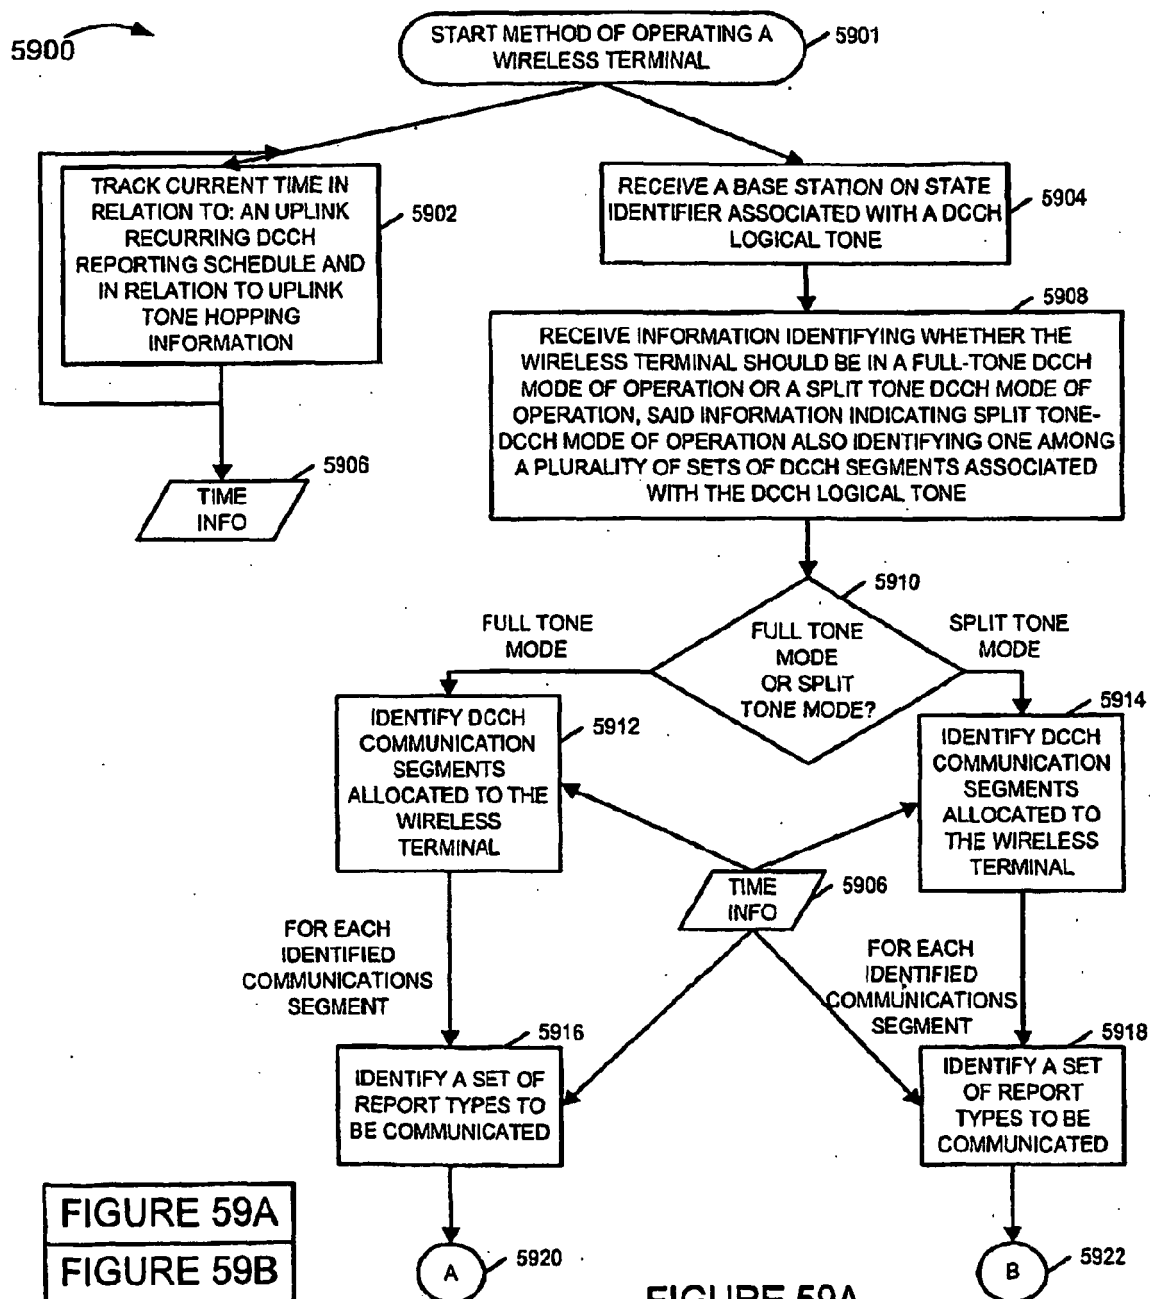 5900
START METHOD OF OPERATING A
WIRELESS TERMINAL
5901
TRACK CURRENT TIME IN
RELATION TO: AN UPLINK
RECURRING DCCH
REPORTING SCHEDULE AND
IN RELATION TO UPLINK
TONE HOPPING
INFORMATION
5902
RECEIVE A BASE STATION ON STATE
IDENTIFIER ASSOCIATED WITH A DCCH
LOGICAL TONE
5904
5906
TIME
INFO
5908
RECEIVE INFORMATION IDENTIFYING WHETHER THE
WIRELESS TERMINAL SHOULD BE IN A FULL-TONE DCCH
MODE OF OPERATION OR A SPLIT TONE DCCH MODE OF
OPERATION, SAID INFORMATION INDICATING SPLIT TONE-
DCCH MODE OF OPERATION ALSO IDENTIFYING ONE AMONG
A PLURALITY OF SETS OF DCCH SEGMENTS ASSOCIATED
WITH THE DCCH LOGICAL TONE
5910
FULL TONE
MODE
OR SPLIT
TONE MODE?
FULL TONE
MODE
SPLIT TONE
MODE
IDENTIFY DCCH
COMMUNICATION
SEGMENTS
ALLOCATED TO THE
WIRELESS
TERMINAL
5912
5914
IDENTIFY DCCH
COMMUNICATION
SEGMENTS
ALLOCATED TO
THE WIRELESS
TERMINAL
TIME
INFO
5906
FOR EACH
IDENTIFIED
COMMUNICATIONS
SEGMENT
FOR EACH
IDENTIFIED
COMMUNICATIONS
SEGMENT
5916
IDENTIFY A SET OF
REPORT TYPES TO
BE COMMUNICATED
5918
IDENTIFY A SET
OF REPORT
TYPES TO BE
COMMUNICATED
A
5920
B
5922
FIGURE 59A
FIGURE 59B
FIGURE 59A